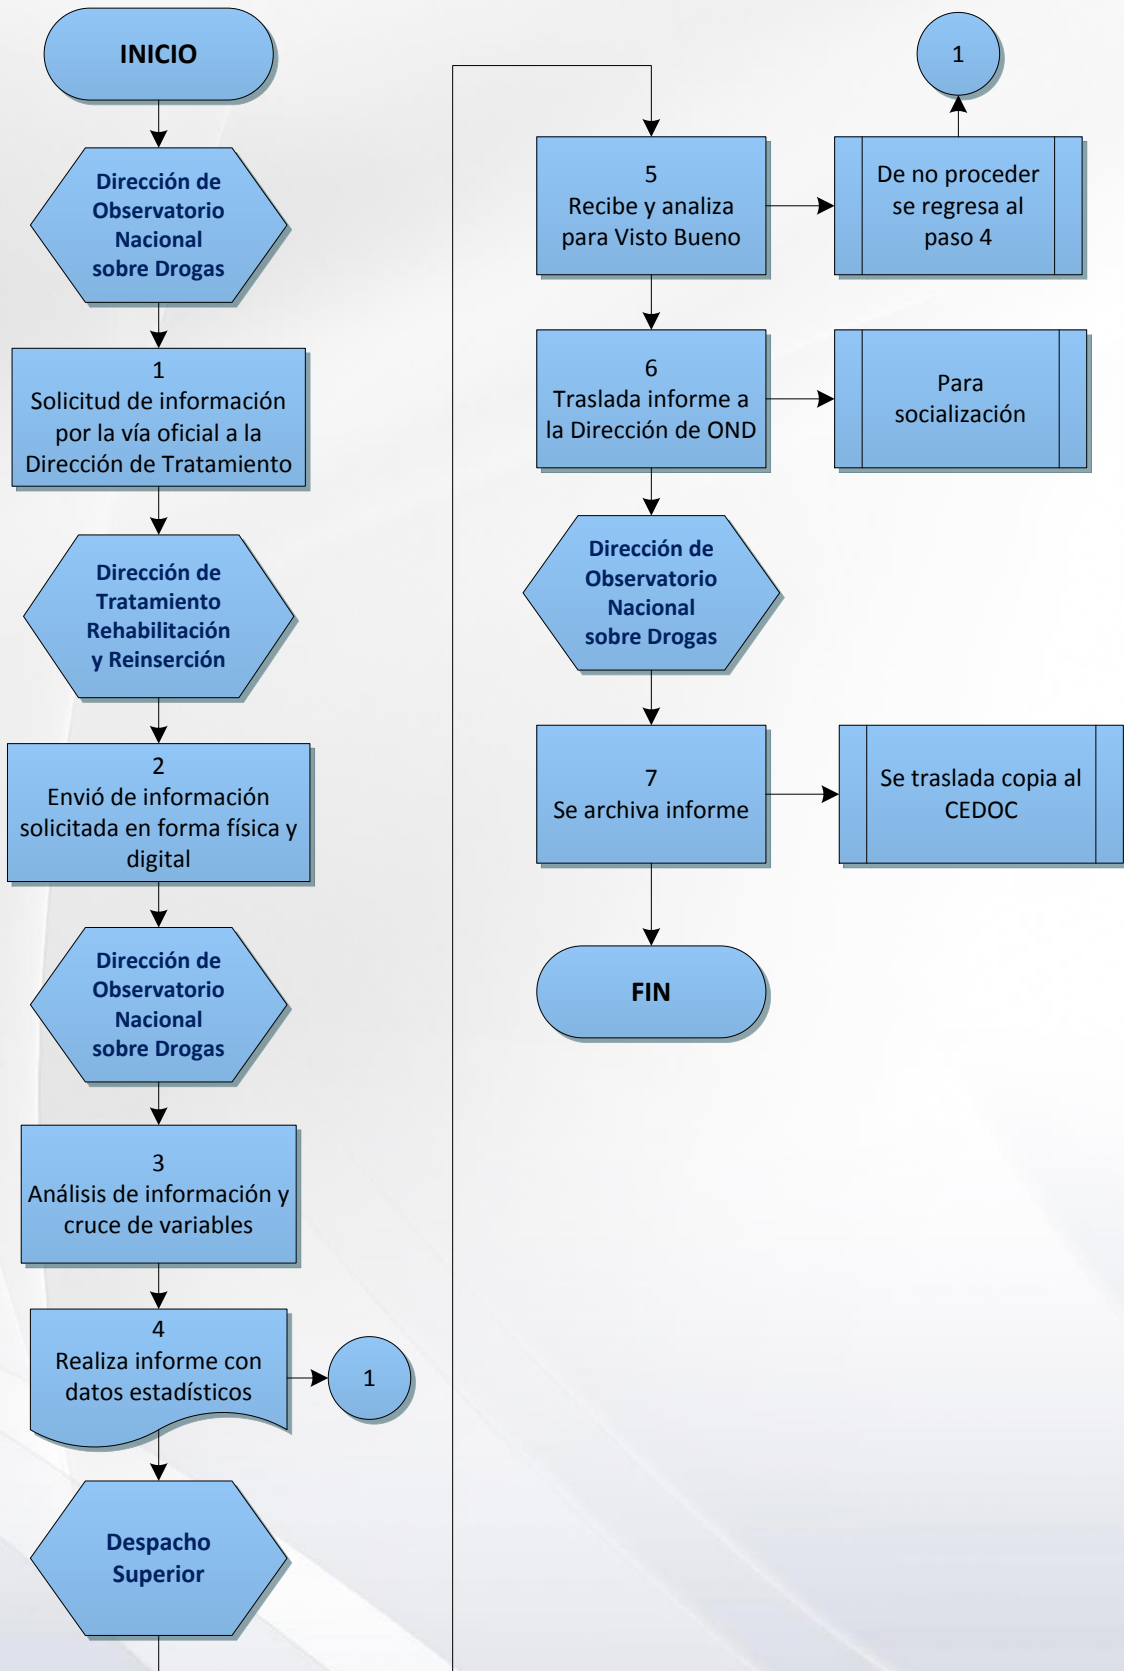 INICIO
Dirección de
Observatorio
Nacional
sobre Drogas
1
Solicitud de información
por la vía oficial a la
Dirección de Tratamiento
Dirección de
Tratamiento
Rehabilitación
y Reinserción
2
Envió de información
solicitada en forma física y
digital
Dirección de
Observatorio
Nacional
sobre Drogas
3
Análisis de información y
cruce de variables
4
Realiza informe con
datos estadísticos
1
Despacho
Superior
5
Recibe y analiza
para Visto Bueno
De no proceder
se regresa al
paso 4
1
6
Traslada informe a
la Dirección de OND
Para
socialización
Dirección de
Observatorio
Nacional
sobre Drogas
7
Se archiva informe
Se traslada copia al
CEDOC
FIN